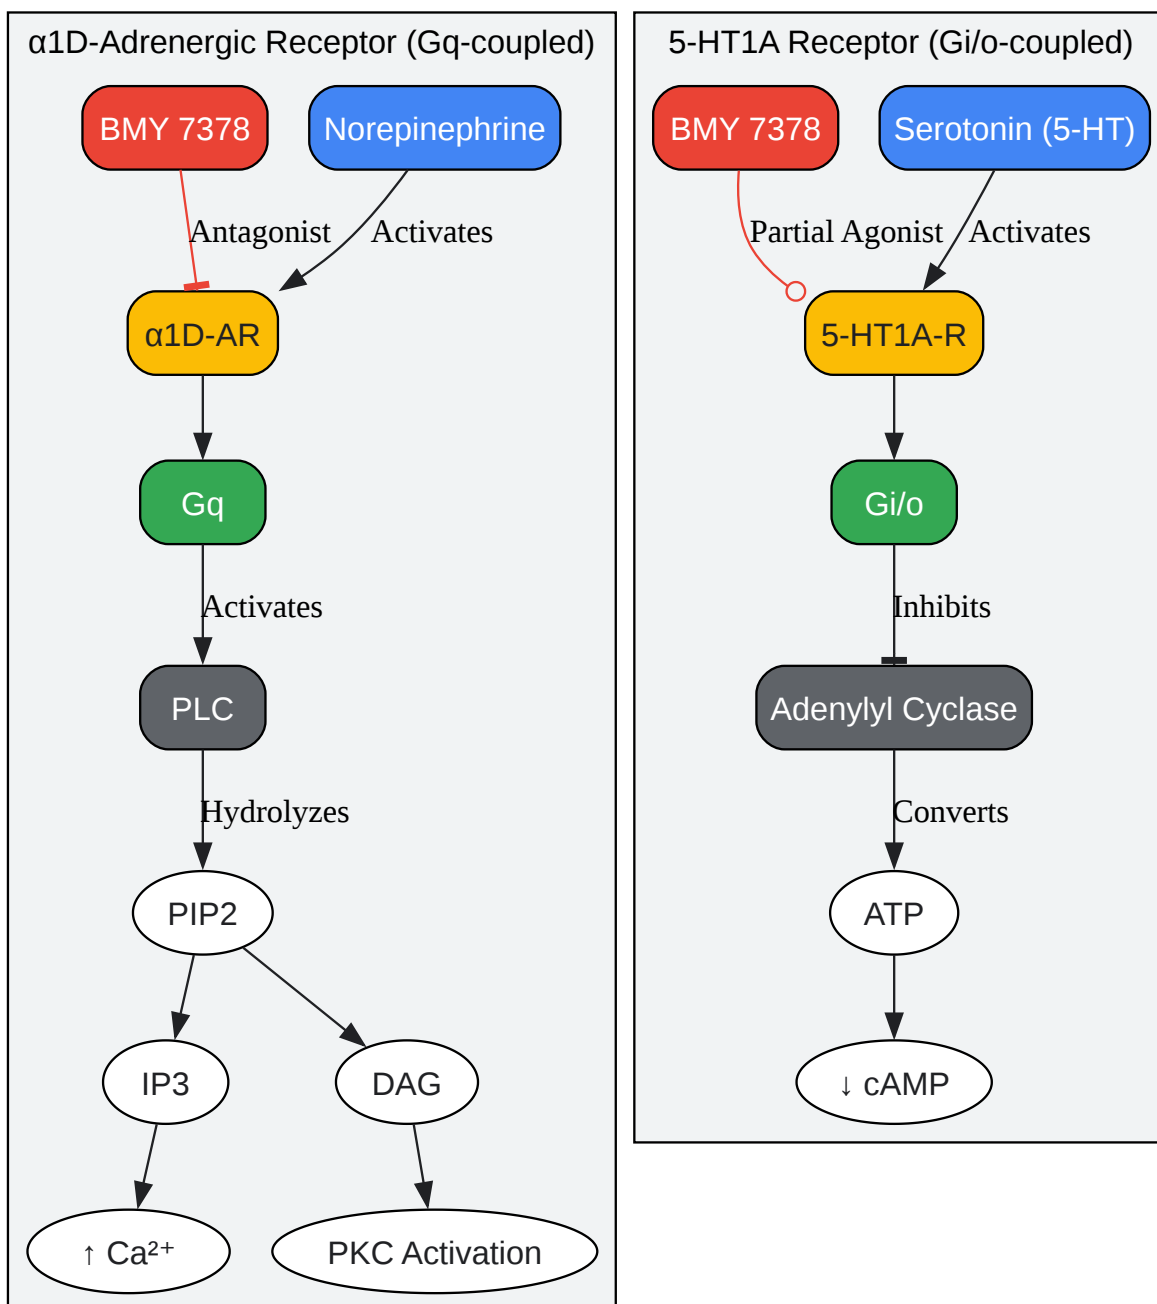 α1D-Adrenergic Receptor (Gq-coupled)
BMY 7378
Norepinephrine
Antagonist
Activates
α1D-AR
Gq
Activates
PLC
Hydrolyzes
PIP2
IP3
DAG
↑ Ca²⁺
PKC Activation
5-HT1A Receptor (Gi/o-coupled)
BMY 7378
Serotonin (5-HT)
Partial Agonist
Activates
5-HT1A-R
Gi/o
Inhibits
Adenylyl Cyclase
Converts
ATP
↓ cAMP